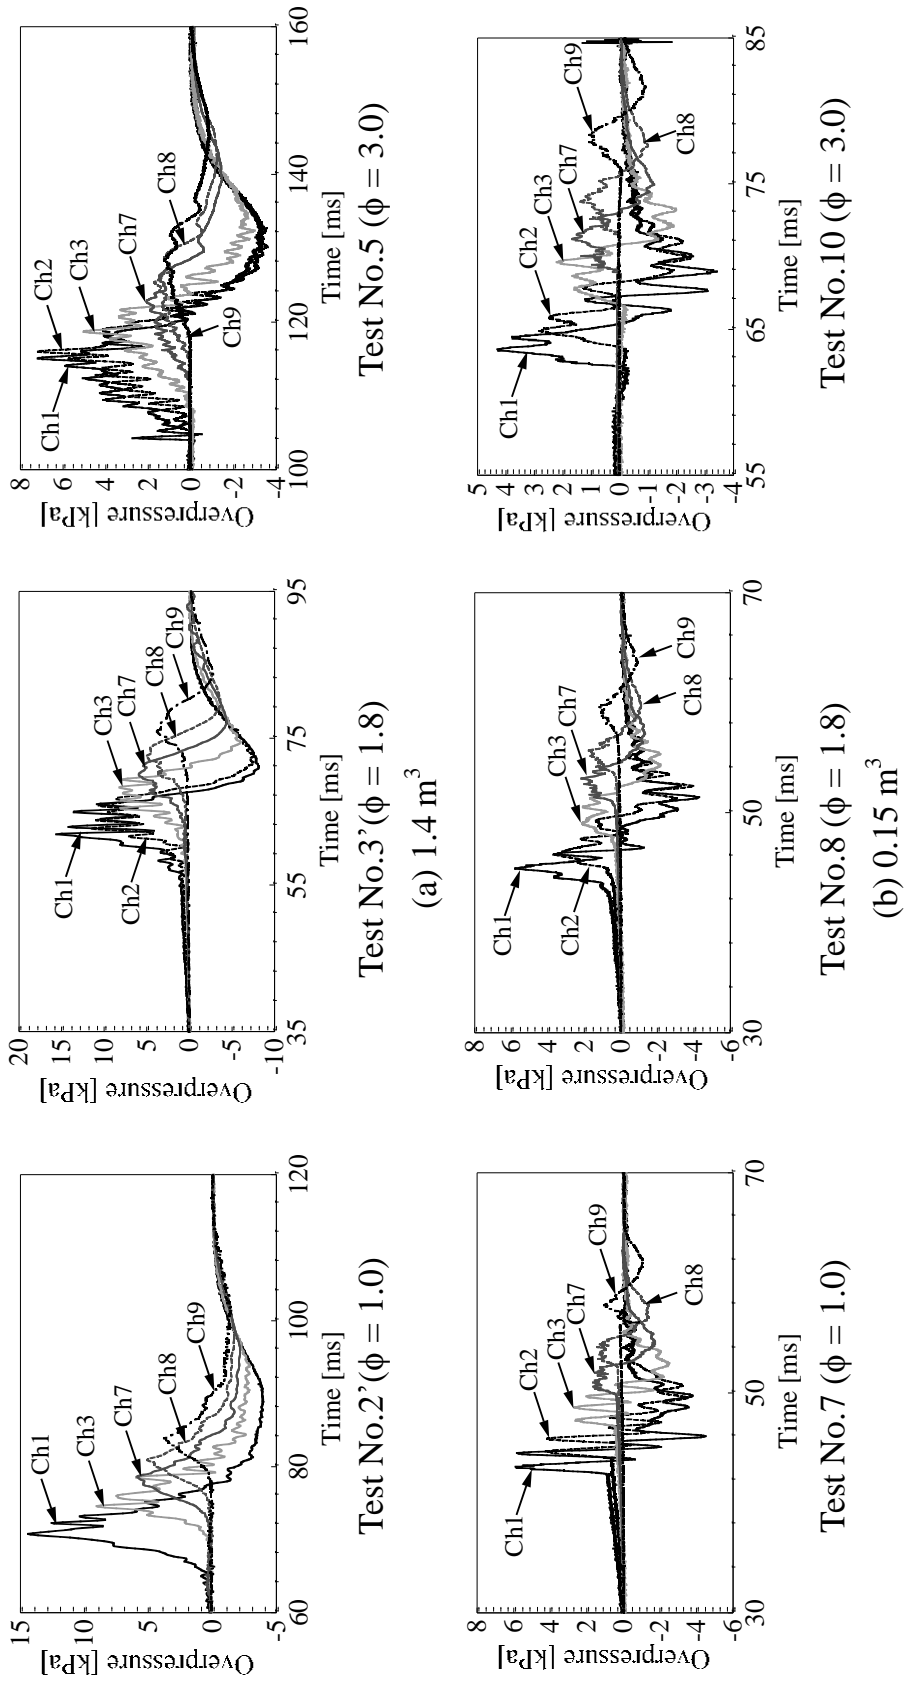 Overpressure [kPa]
15
10
5
0
-5
60
80
100
120
Time [ms]
Ch1
Ch3
Ch7
Ch8
Ch9
Test No.2' (ϕ = 1.0)
Overpressure [kPa]
20
15
10
5
0
-5
-10
35
55
75
95
Time [ms]
Ch1
Ch2
Ch3
Ch7
Ch8
Ch9
Test No.3" (ϕ = 1.8)
Overpressure [kPa]
8
6
4
2
0
-2
-4
100
120
140
160
Time [ms]
Ch1
Ch2
Ch3
Ch7
Ch8
Ch9
Test No.5 (ϕ = 3.0)
(a) 1.4 m³
Overpressure [kPa]
8
6
4
2
0
-2
-4
-6
30
50
70
Time [ms]
Ch1
Ch2
Ch3
Ch7
Ch8
Ch9
Test No.7 (ϕ = 1.0)
Overpressure [kPa]
8
6
4
2
0
-2
-4
-6
30
50
70
Time [ms]
Ch1
Ch2
Ch3
Ch7
Ch8
Ch9
Test No.8 (ϕ = 1.8)
Overpressure [kPa]
5
4
3
2
1
0
-1
-2
-3
-4
55
65
75
85
Time [ms]
Ch1
Ch2
Ch3
Ch7
Ch8
Ch9
Test No.10 (ϕ = 3.0)
(b) 0.15 m³